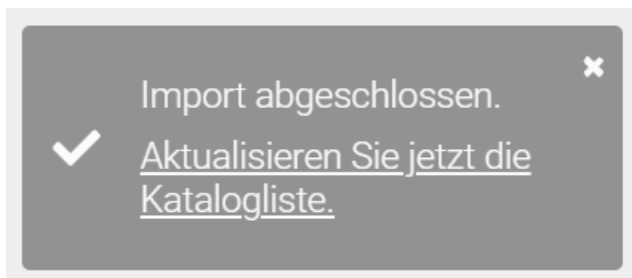 Import abgeschlossen.
Aktualisieren Sie jetzt die
Katalogliste.